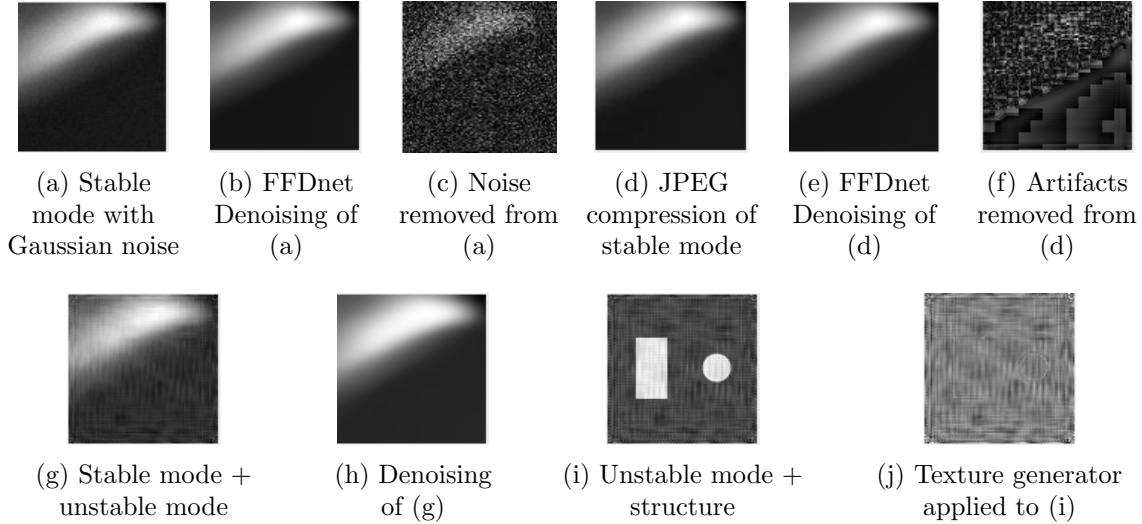 (a) Stable
mode with
Gaussian noise
(b) FFDnet
Denoising of
(a)
(c) Noise
removed from
(a)
(d) JPEG
compression of
stable mode
(e) FFDnet
Denoising of
(d)
(f) Artifacts
removed from
(d)
(g) Stable mode +
unstable mode
(h) Denoising
of (g)
(i) Unstable mode +
structure
(j) Texture generator
applied to (i)